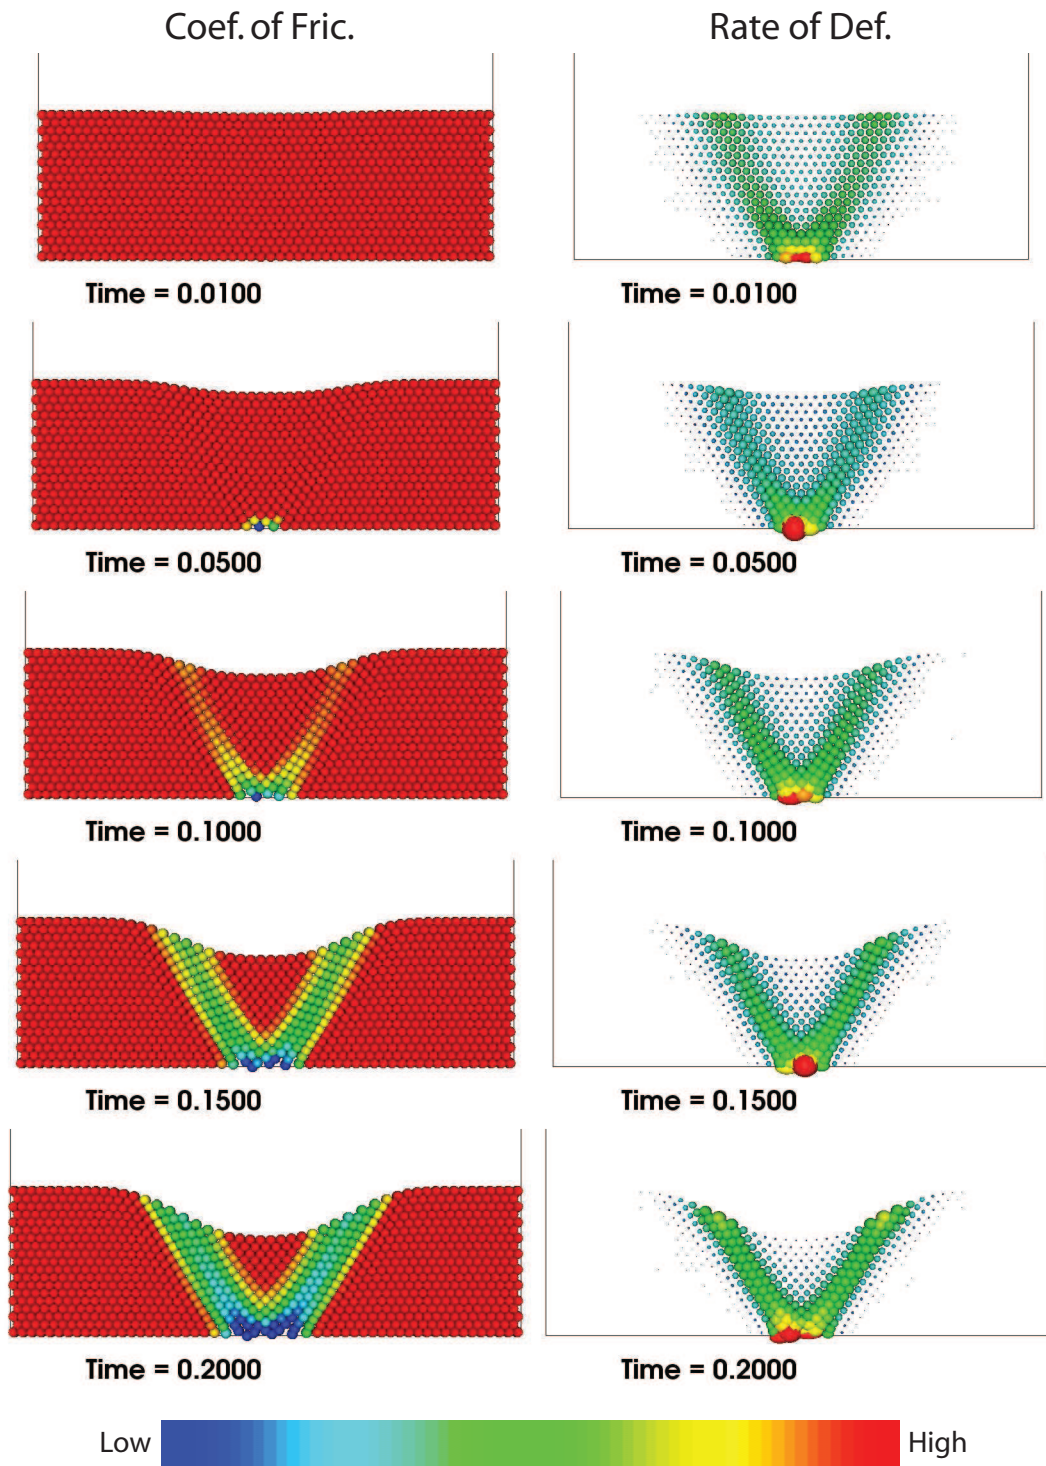 Coef. of Fric. Rate of Def.
Time = 0.0100 Time = 0.0100
Time = 0.0500 Time = 0.0500
Time = 0.1000 Time = 0.1000
Time = 0.1500 Time = 0.1500
Time = 0.2000 Time = 0.2000
Low High